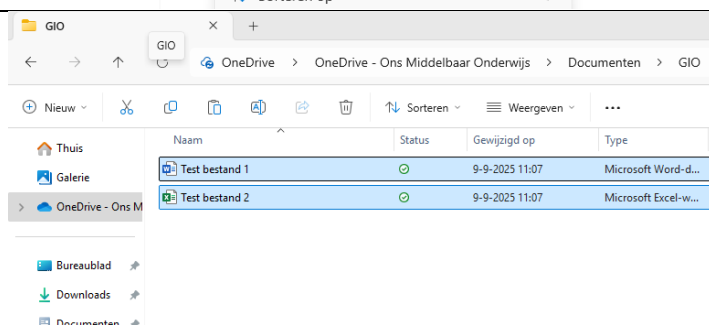 GIO
GIO
OneDrive > OneDrive - Ons Middelbaar Onderwijs > Documenten > GIO
Nieuw Sorteren Weergeven ...
Naam Status Gewijzigd op Type
Thuis
Test bestand 1 9-9-2025 11:07 Microsoft Word-d...
Galerie
Test bestand 2 9-9-2025 11:07 Microsoft Excel-w...
OneDrive - Ons M
Bureaublad
Downloads
Documenten